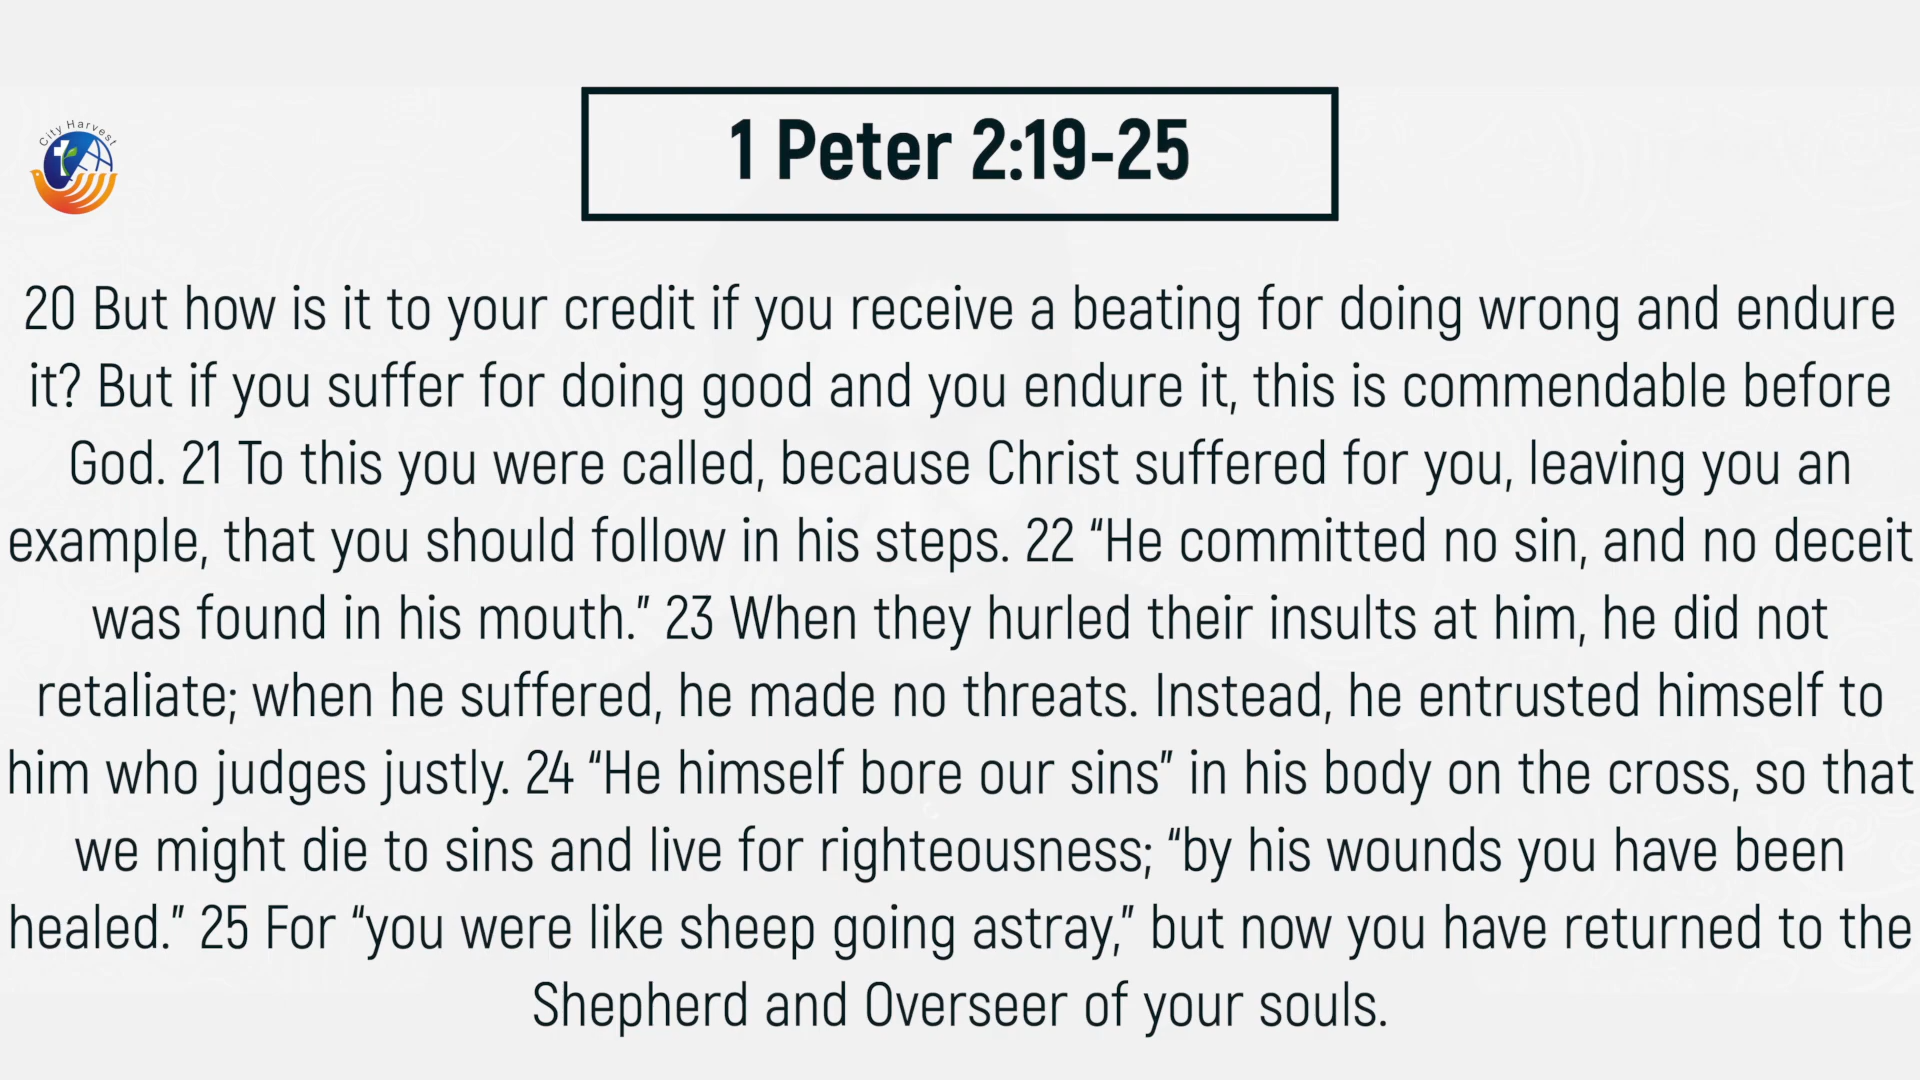 City Harvest
1 Peter 2:19-25
20 But how is it to your credit if you receive a beating for doing wrong and endure
it? But if you suffer for doing good and you endure it, this is commendable before
God. 21 To this you were called, because Christ suffered for you, leaving you an
example, that you should follow in his steps. 22 “He committed no sin, and no deceit
was found in his mouth.” 23 When they hurled their insults at him, he did not
retaliate; when he suffered, he made no threats. Instead, he entrusted himself to
him who judges justly. 24 “He himself bore our sins” in his body on the cross, so that
we might die to sins and live for righteousness; “by his wounds you have been
healed.” 25 For “you were like sheep going astray,” but now you have returned to the
Shepherd and Overseer of your souls.